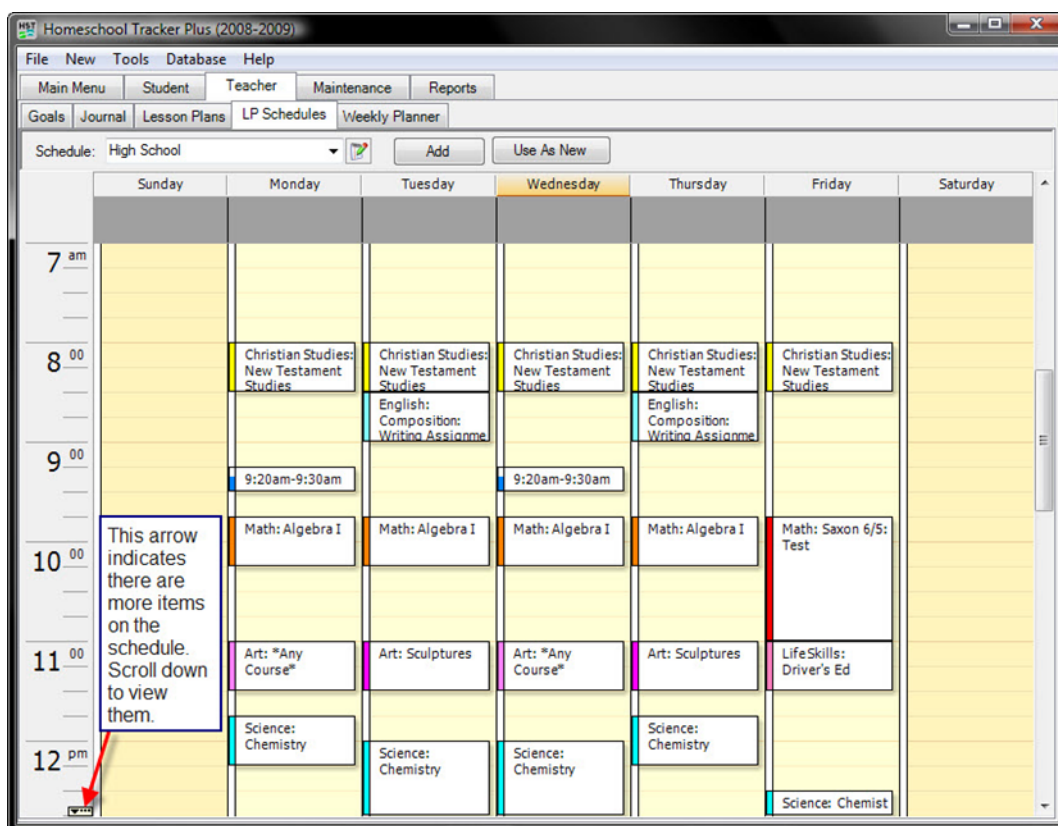 HST Homeschool Tracker Plus (2008-2009)
File New Tools Database Help
Main Menu Student Teacher Maintenance Reports
Goals Journal Lesson Plans LP Schedules Weekly Planner
Schedule: High School Add Use As New
Sunday Monday Tuesday Wednesday Thursday Friday Saturday
7 am
8 00
Christian Studies:
New Testament
Studies
Christian Studies:
New Testament
Studies
Christian Studies:
New Testament
Studies
Christian Studies:
New Testament
Studies
Christian Studies:
New Testament
Studies
English:
Composition:
Writing Assignme
English:
Composition:
Writing Assignme
9 00
9:20am-9:30am
9:20am-9:30am
Math: Algebra I
Math: Algebra I
Math: Algebra I
Math: Algebra I
Math: Saxon 6/5:
Test
10 00
This arrow
indicates
there are
more items
on the
schedule.
Scroll down
to view
them.
11 00
Art: *Any
Course*
Art: Sculptures
Art: *Any
Course*
Art: Sculptures
LifeSkills:
Driver's Ed
Science:
Chemistry
Science:
Chemistry
Science:
Chemistry
Science:
Chemistry
12 pm
Science: Chemist